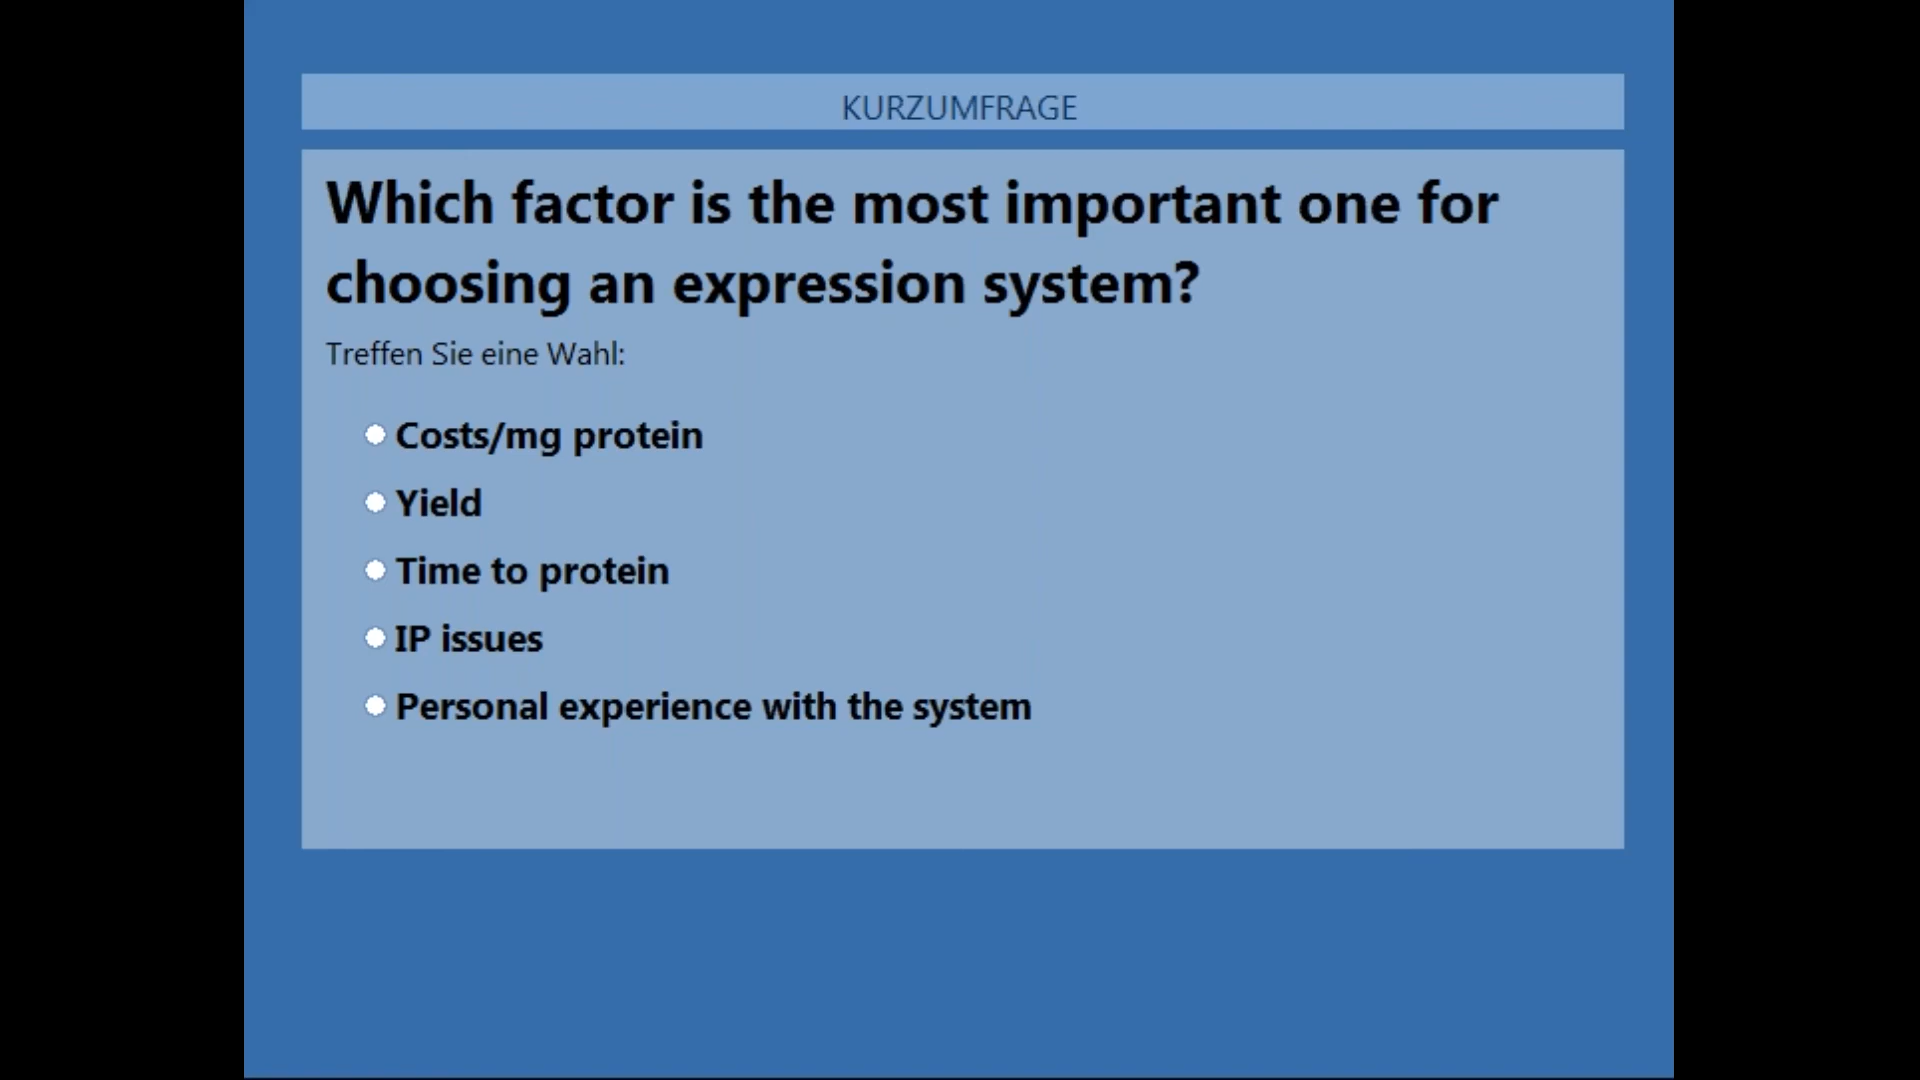 KURZUMFRAGE
Which factor is the most important one for
choosing an expression system?
Treffen Sie eine Wahl:
Costs/mg protein
Yield
Time to protein
IP issues
Personal experience with the system